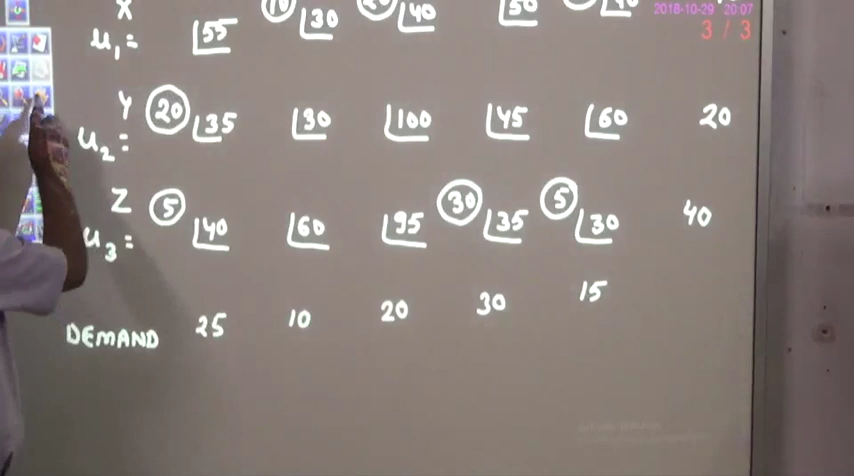 X 10 30 40 50
2018-10-29 20:07
u₁ = 55
3 / 3
Y 20 35 30 100 45 60 20
u₂ =
Z 5 40 60 95 30 35 5 30 40
u₃ =
DEMAND 25 10 20 30 15